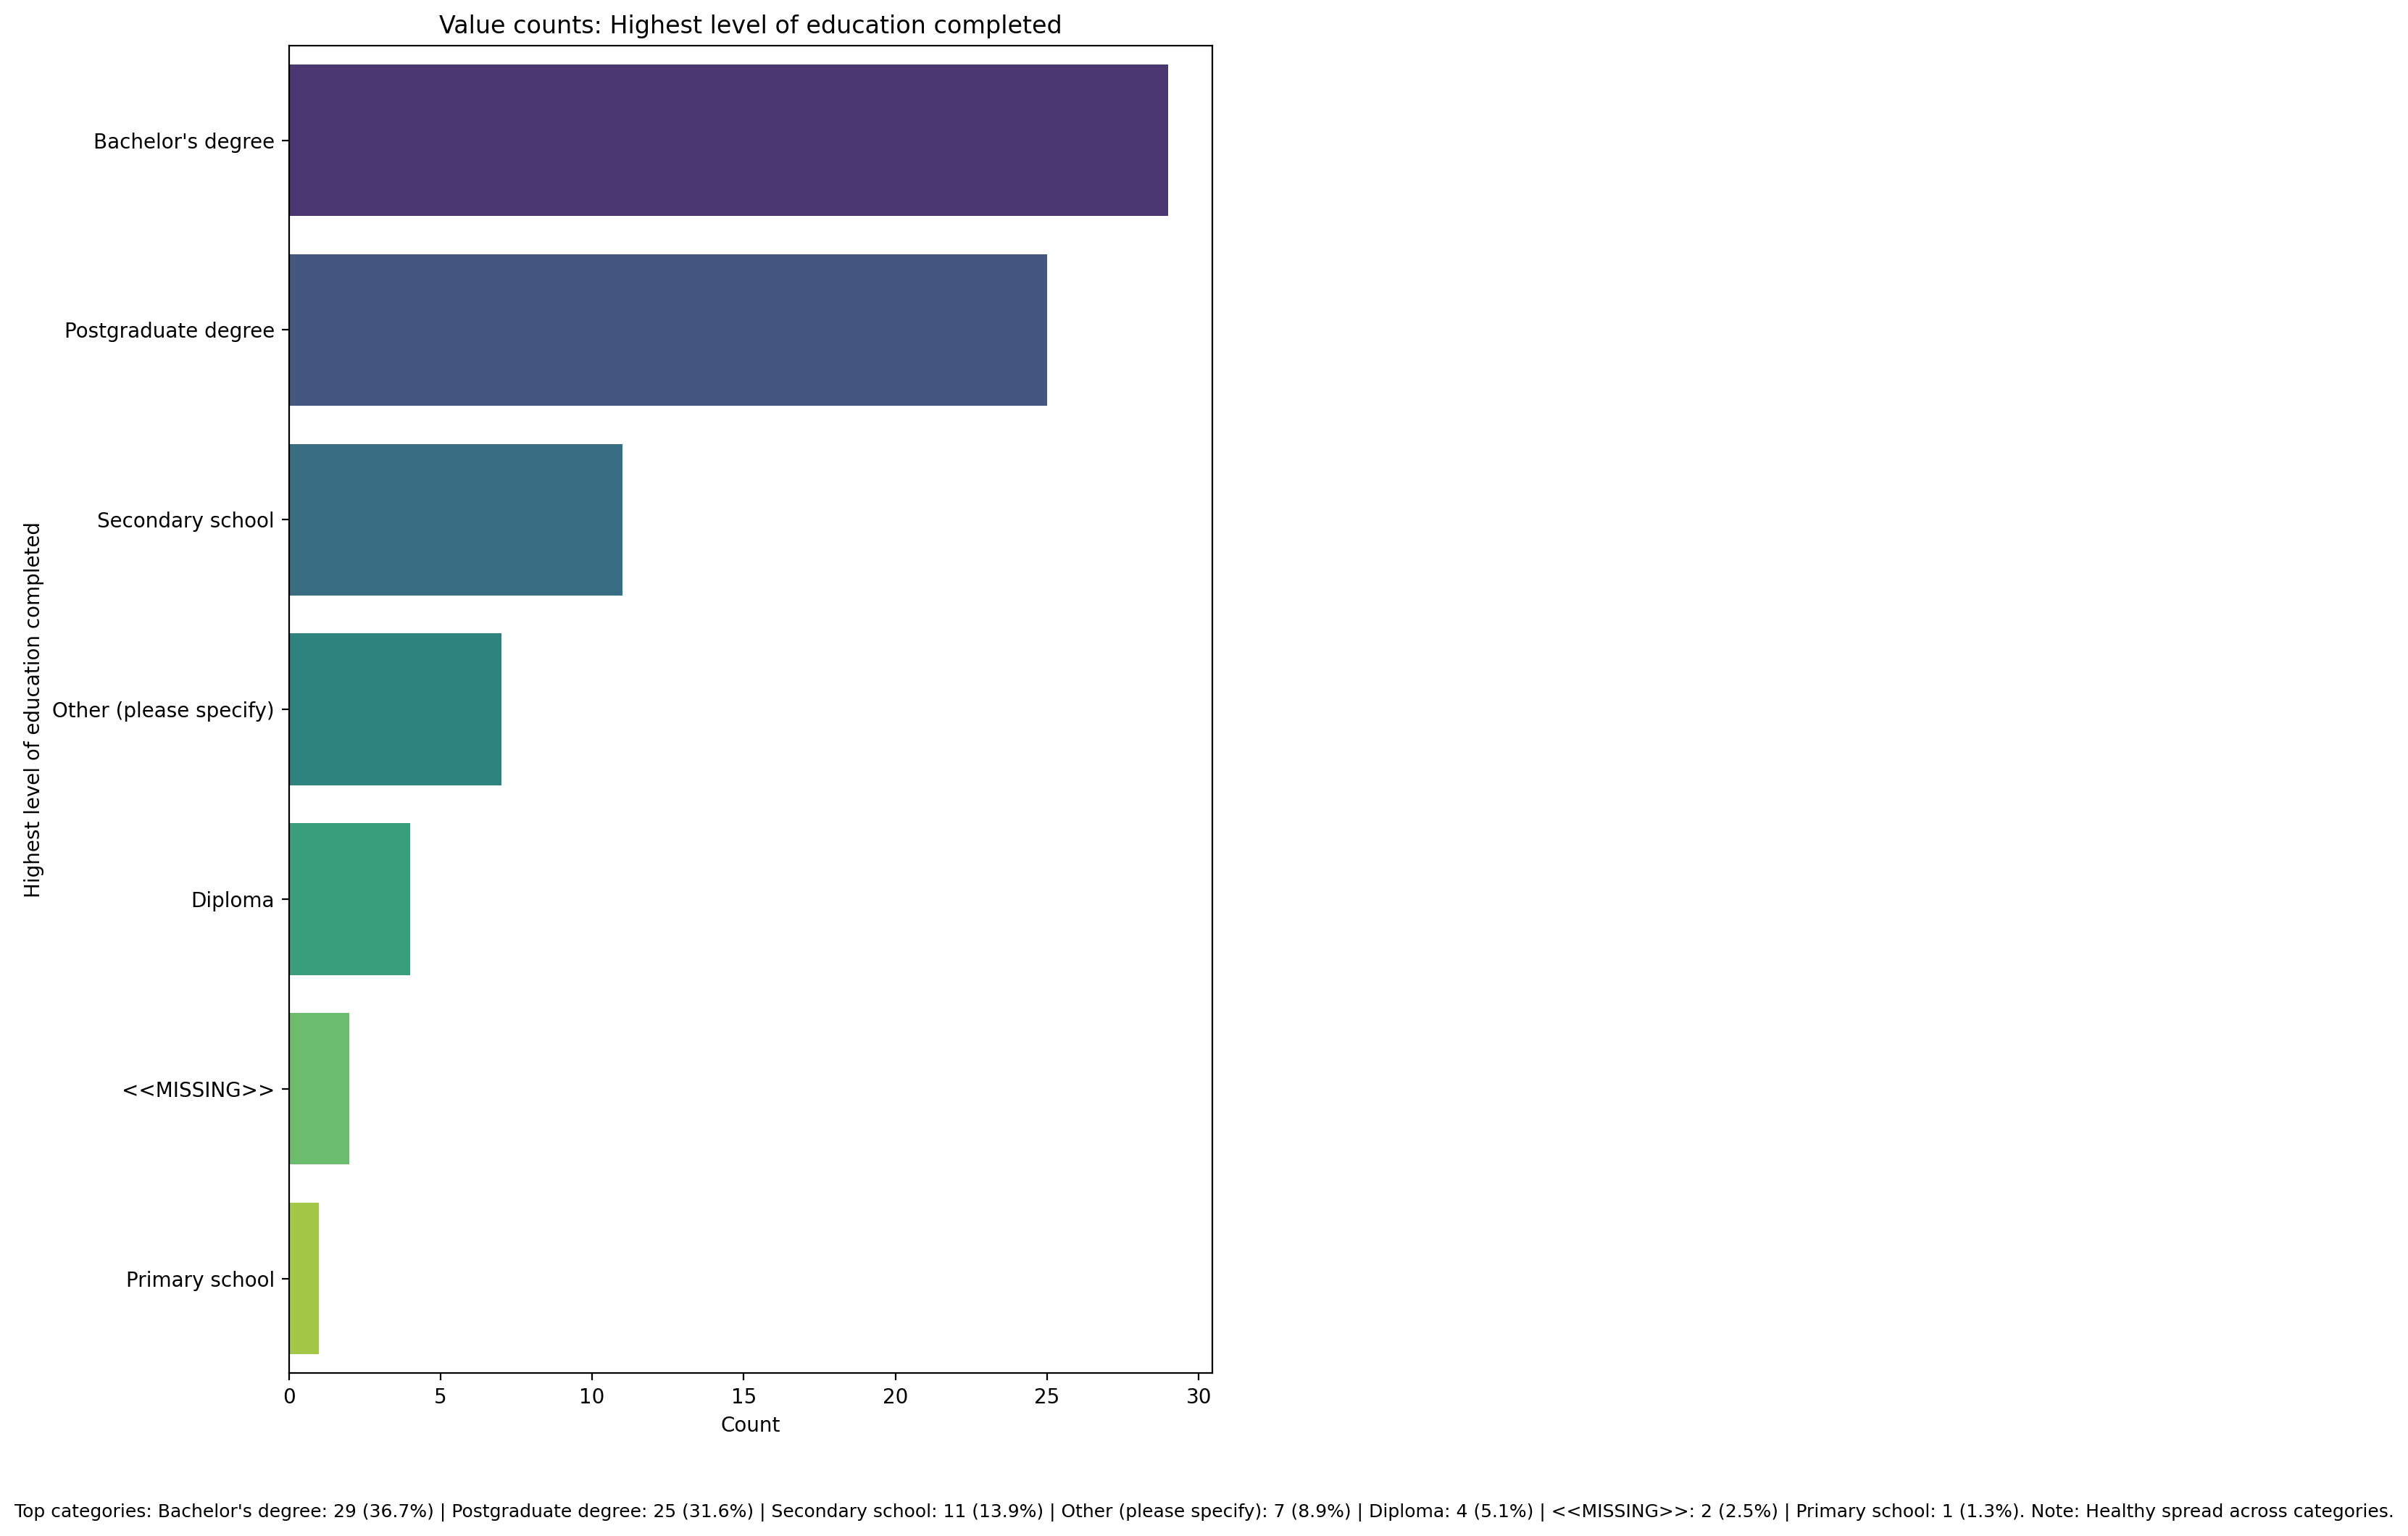 Value counts: Highest level of education completed
Highest level of education completed
Bachelor's degree
Postgraduate degree
Secondary school
Other (please specify)
Diploma
<<MISSING>>
Primary school
0 5 10 15 20 25 30
Count
Top categories: Bachelor's degree: 29 (36.7%) | Postgraduate degree: 25 (31.6%) | Secondary school: 11 (13.9%) | Other (please specify): 7 (8.9%) | Diploma: 4 (5.1%) | <<MISSING>>: 2 (2.5%) | Primary school: 1 (1.3%). Note: Healthy spread across categories.